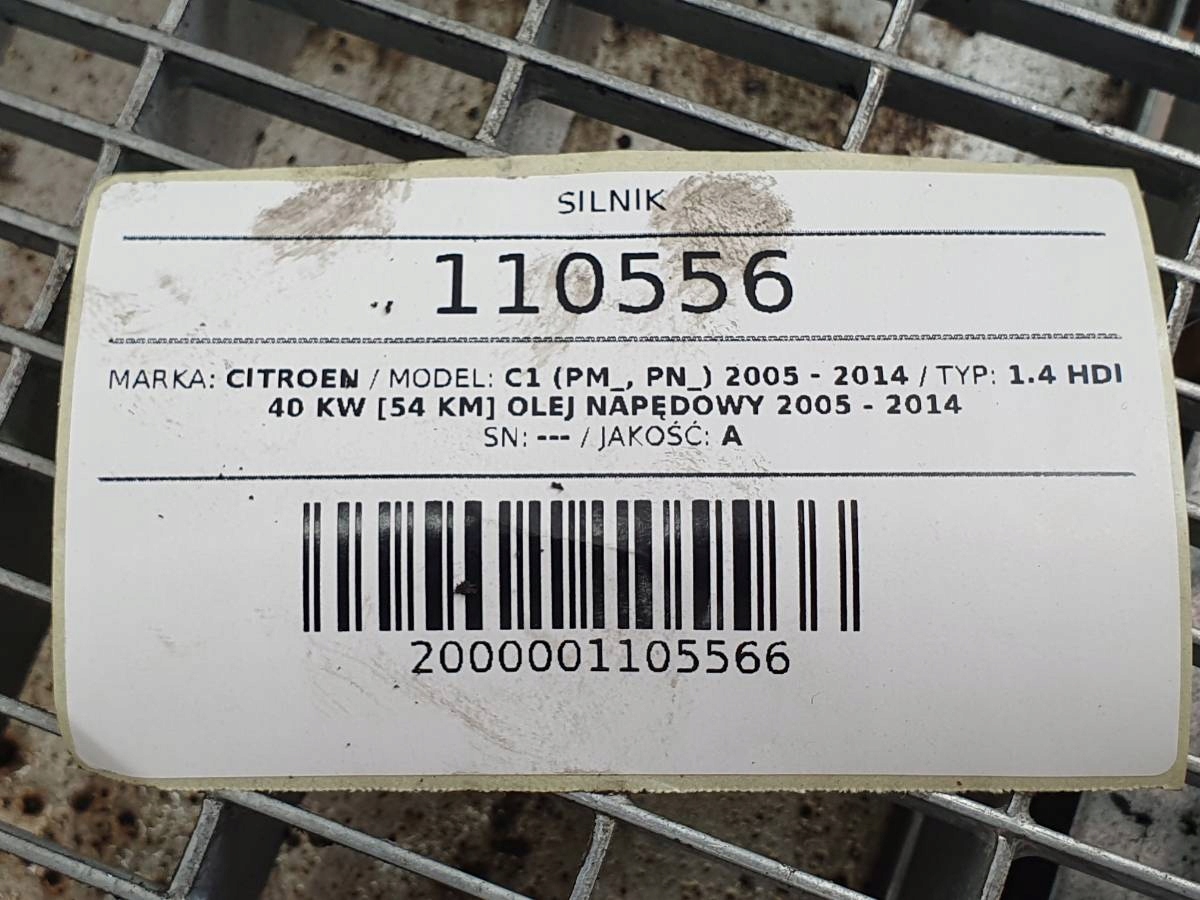 SILNIK
110556
MARKA: CITROEN / MODEL: C1 (PM_, PN_) 2005 - 2014 / TYP: 1.4 HDI
40 KW [54 KM] OLEJ NAPĘDOWY 2005 - 2014
SN: --- / JAKOŚĆ: A
2000001105566